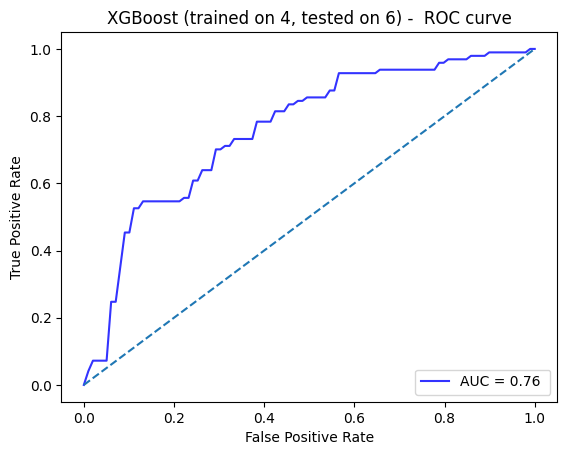 XGBoost (trained on 4, tested on 6) -  ROC curve
1.0
0.8
0.6
0.4
0.2
0.0
True Positive Rate
AUC = 0.76
0.0 0.2 0.4 0.6 0.8 1.0
False Positive Rate